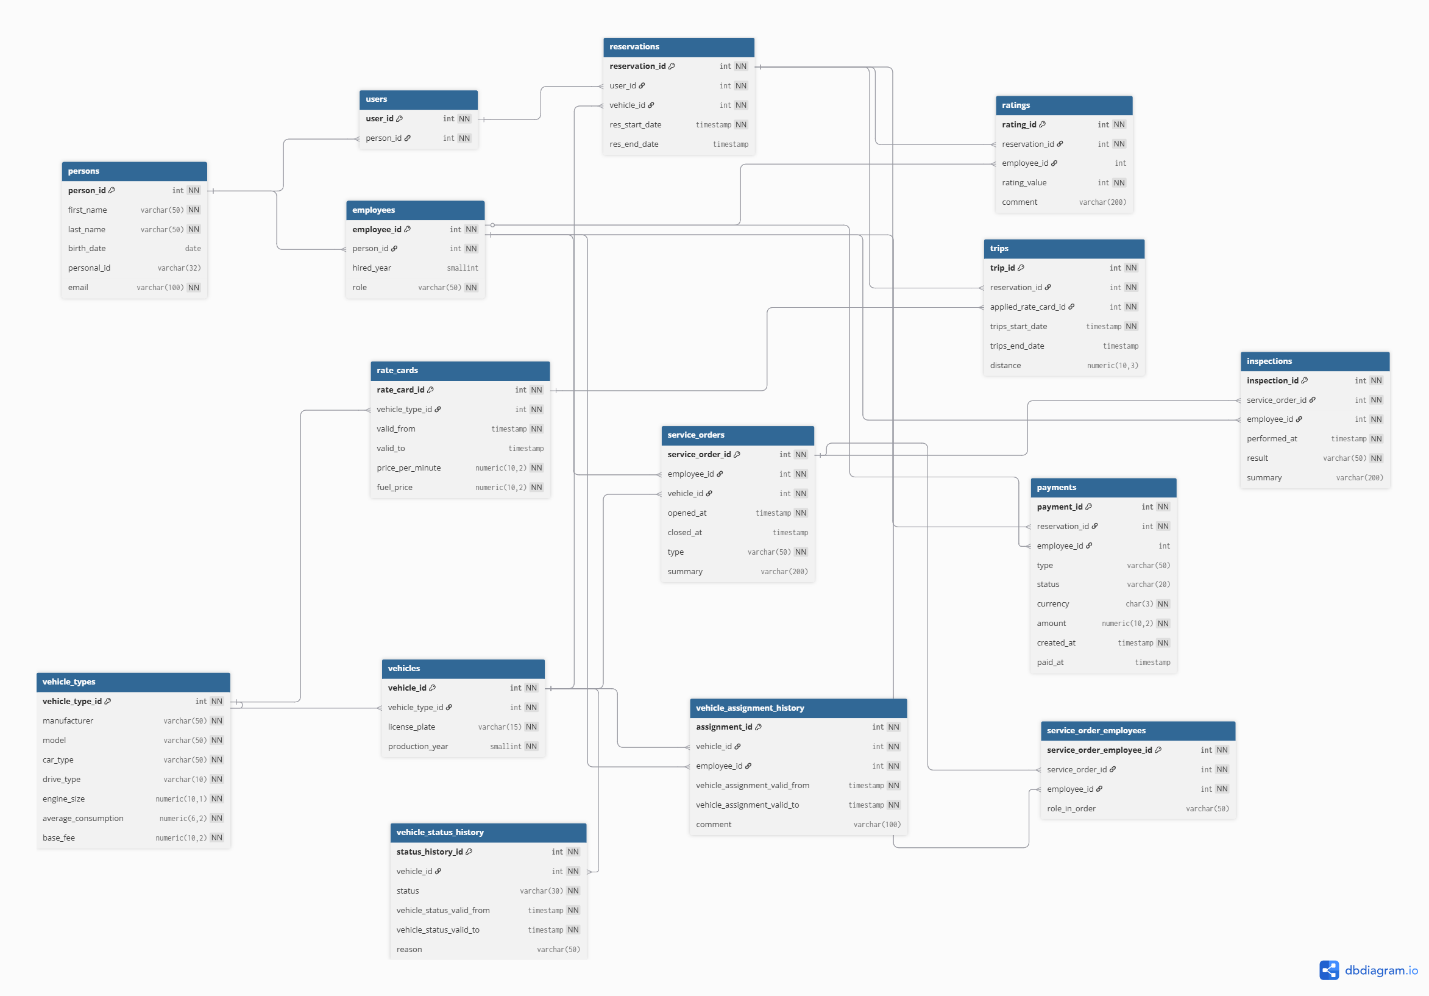 reservations
reservation_id int NN
user_id int NN
vehicle_id int NN
res_start_date timestamp NN
res_end_date timestamp
users
user_id int NN
person_id int NN
ratings
rating_id int NN
reservation_id int NN
employee_id int
rating_value int NN
comment varchar(200)
persons
person_id int NN
first_name varchar(50) NN
last_name varchar(50) NN
birth_date date
personal_id varchar(32)
email varchar(100) NN
employees
employee_id int NN
person_id int NN
hired_year smallint
role varchar(50) NN
trips
trip_id int NN
reservation_id int NN
applied_rate_card_id int NN
trips_start_date timestamp NN
trips_end_date timestamp
distance numeric(10,3)
inspections
inspection_id int NN
service_order_id int NN
employee_id int NN
performed_at timestamp NN
result varchar(50) NN
summary varchar(200)
rate_cards
rate_card_id int NN
vehicle_type_id int NN
valid_from timestamp NN
valid_to timestamp
price_per_minute numeric(10,2) NN
fuel_price numeric(10,2) NN
service_orders
service_order_id int NN
employee_id int NN
vehicle_id int NN
opened_at timestamp NN
closed_at timestamp
type varchar(50) NN
summary varchar(200)
payments
payment_id int NN
reservation_id int NN
employee_id int
type varchar(50)
status varchar(20)
currency char(3) NN
amount numeric(10,2) NN
created_at timestamp NN
paid_at timestamp
vehicle_types
vehicle_type_id int NN
manufacturer varchar(50) NN
model varchar(50) NN
car_type varchar(50) NN
drive_type varchar(10) NN
engine_size numeric(10,1) NN
average_consumption numeric(6,2) NN
base_fee numeric(10,2) NN
vehicles
vehicle_id int NN
vehicle_type_id int NN
license_plate varchar(15) NN
production_year smallint NN
vehicle_assignment_history
assignment_id int NN
vehicle_id int NN
employee_id int NN
vehicle_assignment_valid_from timestamp NN
vehicle_assignment_valid_to timestamp NN
comment varchar(100)
service_order_employees
service_order_employee_id int NN
service_order_id int NN
employee_id int NN
role_in_order varchar(50)
vehicle_status_history
status_history_id int NN
vehicle_id int NN
status varchar(30) NN
vehicle_status_valid_from timestamp NN
vehicle_status_valid_to timestamp NN
reason varchar(50)
dbdiagram.io